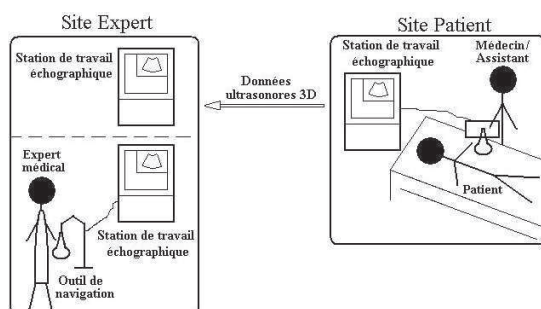 Site Expert
Station de travail
échographique
Expert
médical
Station de travail
échographique
Outil de
navigation
Données
ultrasonores 3D
Site Patient
Station de travail
échographique
Médecin/
Assistant
Patient